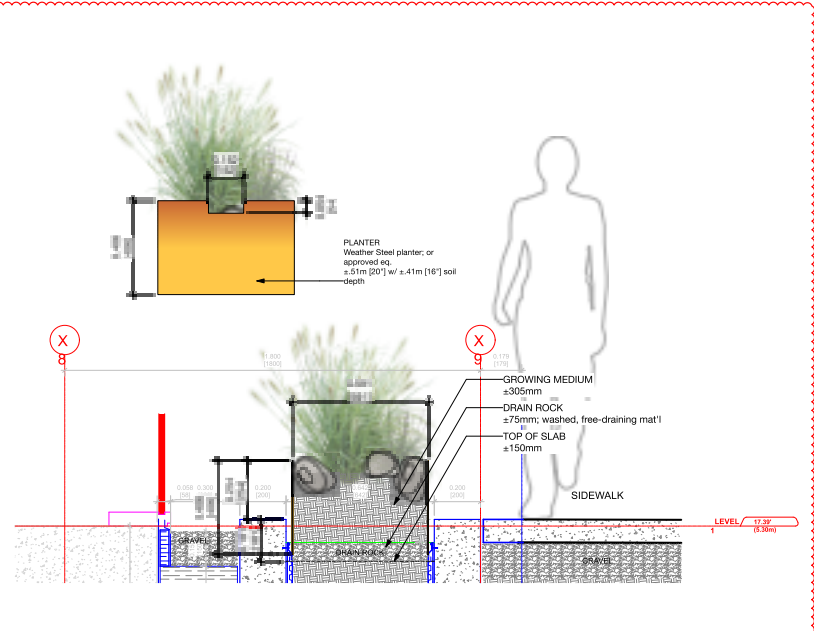 PLANTER
Weather Steel planter; or
approved eq.
±.51m [20"] w/ ±.41m [16"] soil
depth
X
8
X
9
1.800
[1800]
0.179
[179]
GROWING MEDIUM
±305mm
DRAIN ROCK
±75mm; washed, free-draining mat'l
TOP OF SLAB
±150mm
0.056
[56]
0.300
0.200
[200]
0.200
[200]
SIDEWALK
LEVEL
1
17.39'
(5.30m)
GRAVEL
DRAIN ROCK
GRAVEL